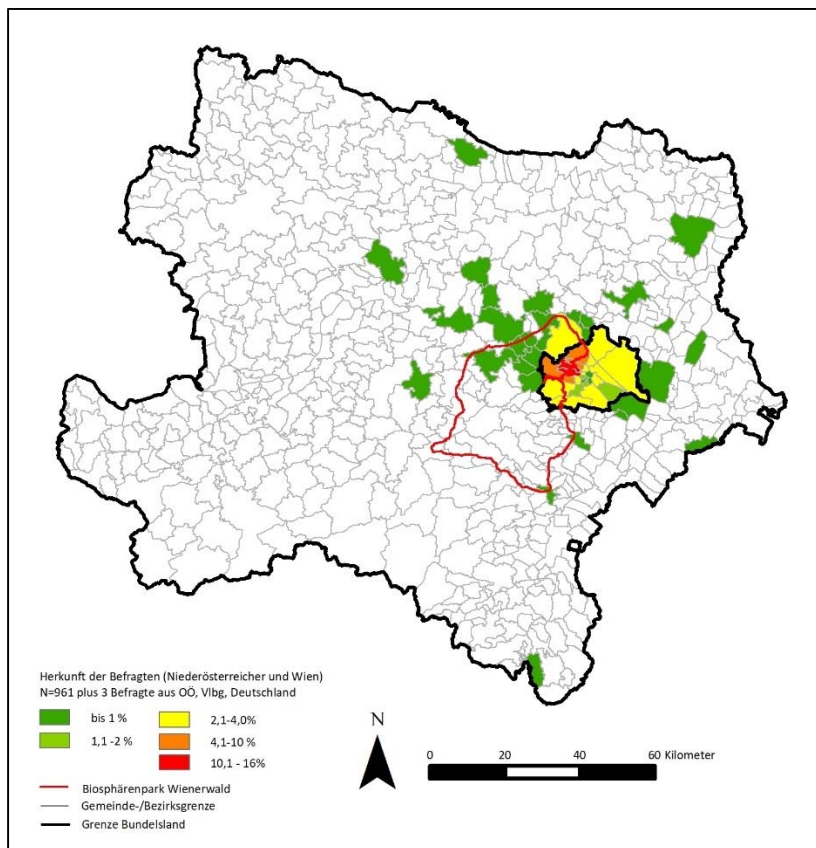 Herkunft der Befragten (Niederösterreicher und Wien)
N=961 plus 3 Befragte aus OÖ, Vlbg, Deutschland
bis 1 %
1,1 -2 %
2,1-4,0%
4,1-10 %
10,1 - 16%
Biosphärenpark Wienerwald
Gemeinde-/Bezirksgrenze
Grenze Bundelsland
N
0 20 40 60 Kilometer